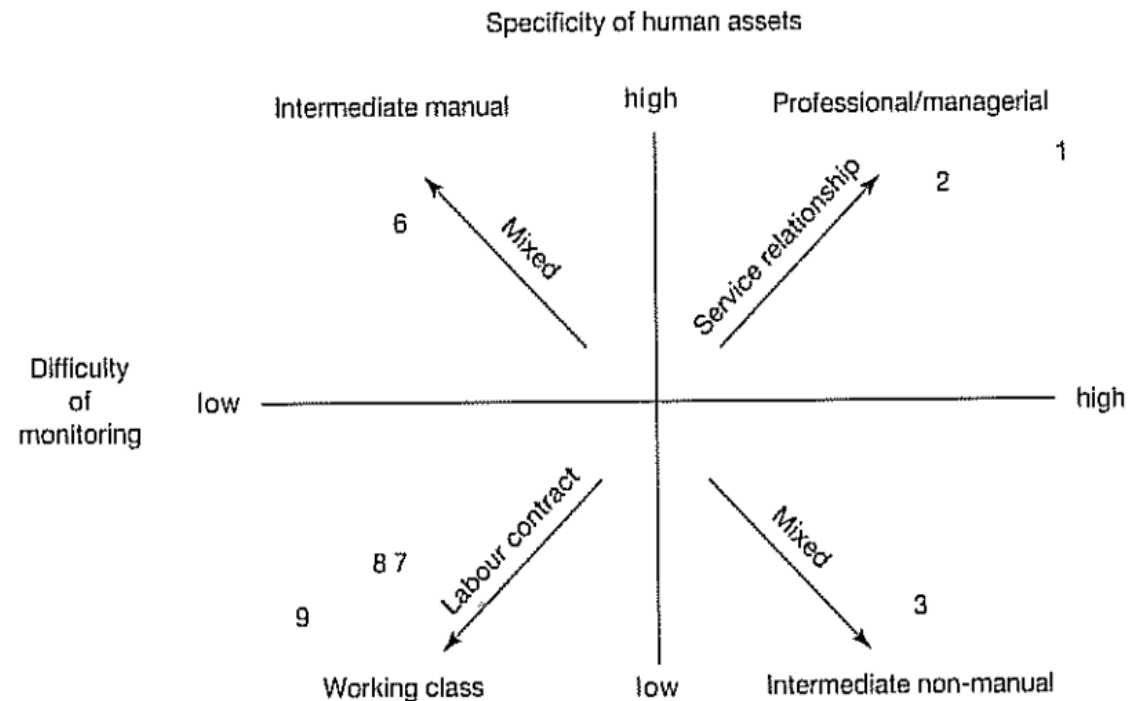 Specificity of human assets
Intermediate manual
high
Professional/managerial
1
2
6
Mixed
Service relationship
Difficulty
of
monitoring
low
high
Labour contract
Mixed
8 7
9
3
Working class
low
Intermediate non-manual